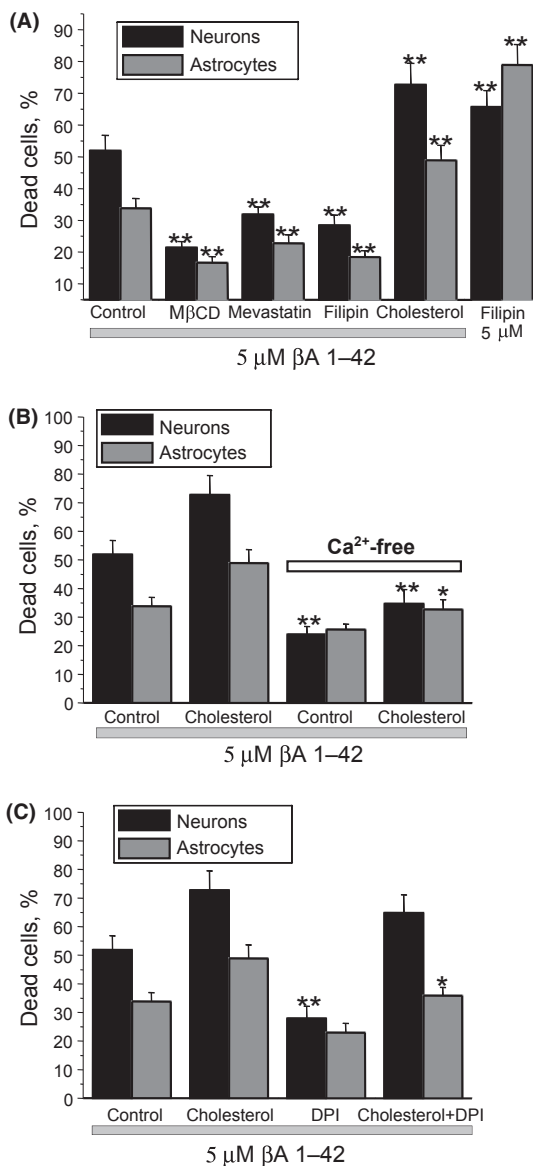 (A)
90
80
70
60
50
40
30
20
10
Dead cells, %
Neurons
Astrocytes
** ** ** ** ** ** ** ** ** **
Control MβCD Mevastatin Filipin Cholesterol Filipin
5 μM
5 μM βA 1–42
(B)
100
90
80
70
60
50
40
30
20
10
0
Dead cells, %
Neurons
Astrocytes
Ca²⁺-free
** ** *
Control Cholesterol Control Cholesterol
5 μM βA 1–42
(C)
100
90
80
70
60
50
40
30
20
10
0
Dead cells, %
Neurons
Astrocytes
** *
Control Cholesterol DPI Cholesterol+DPI
5 μM βA 1–42